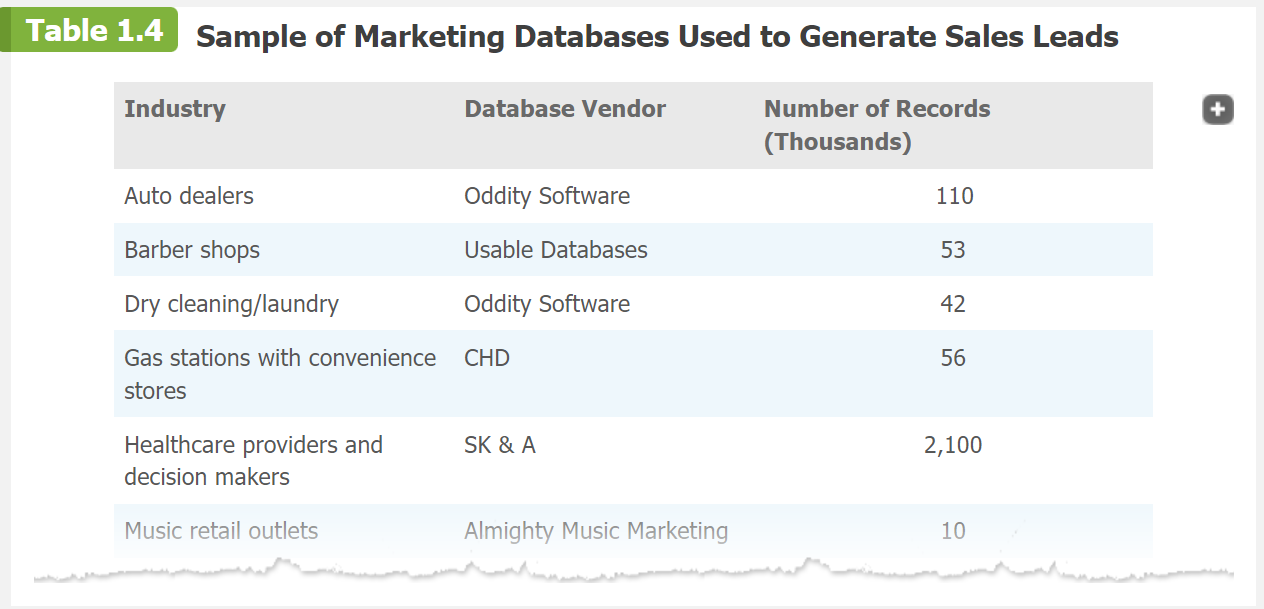 Table 1.4 Sample of Marketing Databases Used to Generate Sales Leads
Industry Database Vendor Number of Records
(Thousands)
Auto dealers Oddity Software 110
Barber shops Usable Databases 53
Dry cleaning/laundry Oddity Software 42
Gas stations with convenience CHD 56
stores
Healthcare providers and SK & A 2,100
decision makers
Music retail outlets Almighty Music Marketing 10